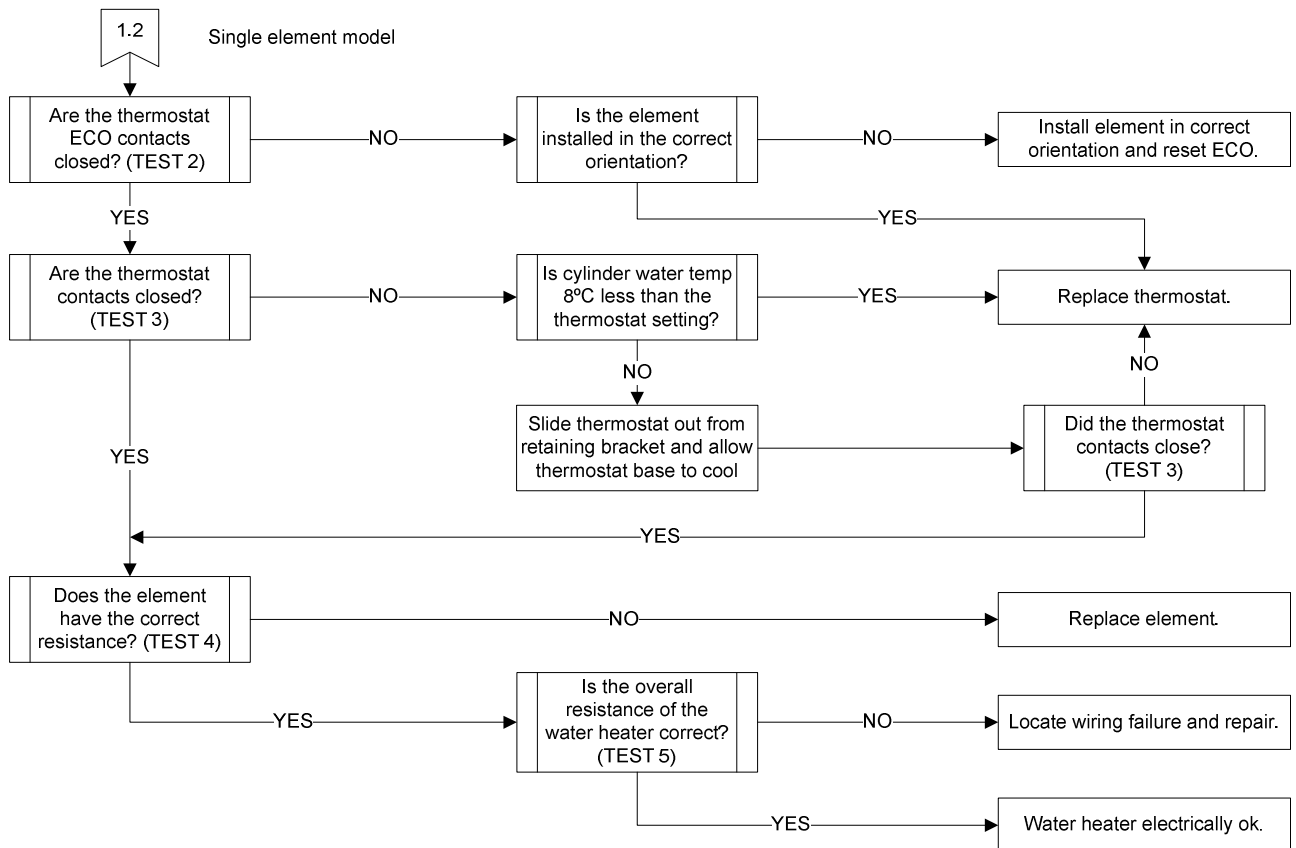 1.2
Single element model
Are the thermostat
ECO contacts
closed? (TEST 2)
NO
Is the element
installed in the correct
orientation?
NO
Install element in correct
orientation and reset ECO.
YES
YES
Are the thermostat
contacts closed?
(TEST 3)
NO
Is cylinder water temp
8ºC less than the
thermostat setting?
YES
Replace thermostat.
NO
NO
Slide thermostat out from
retaining bracket and allow
thermostat base to cool
Did the thermostat
contacts close?
(TEST 3)
YES
YES
Does the element
have the correct
resistance? (TEST 4)
NO
Replace element.
YES
Is the overall
resistance of the
water heater correct?
(TEST 5)
NO
Locate wiring failure and repair.
YES
Water heater electrically ok.